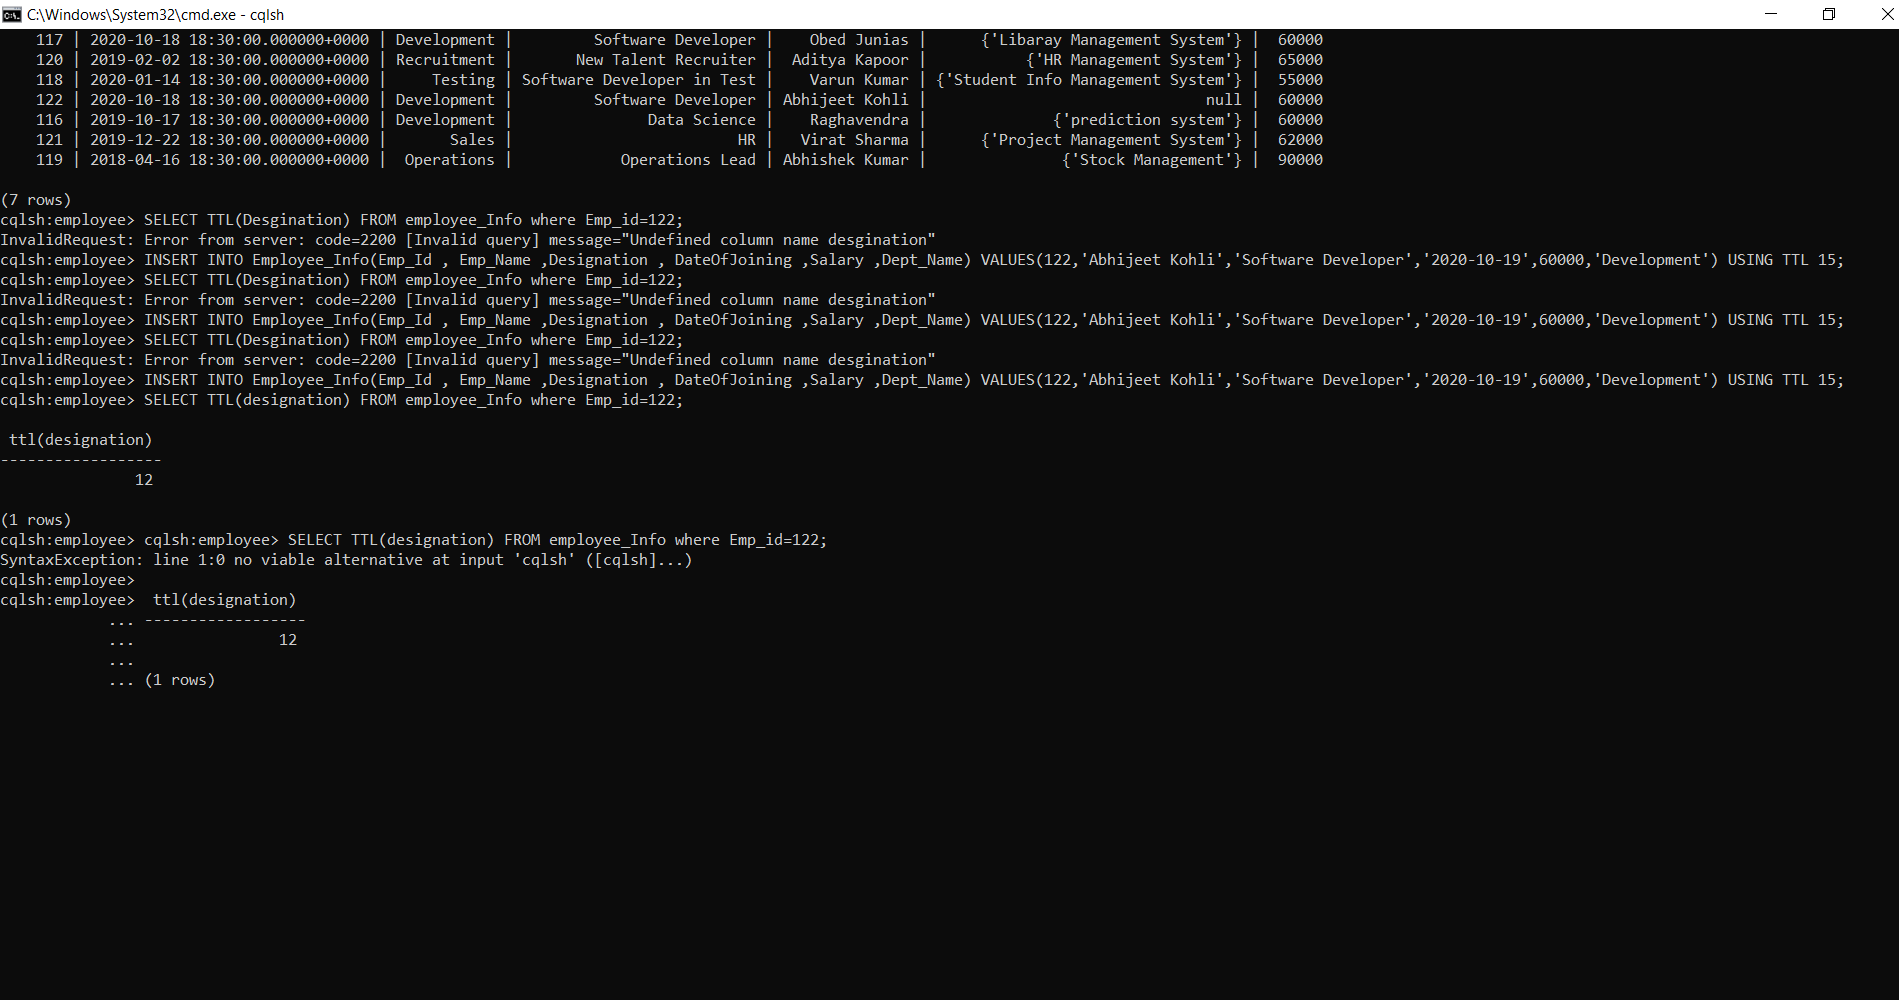 C:\Windows\System32\cmd.exe - cqlsh
117 | 2020-10-18 18:30:00.000000+0000 | Development | Software Developer | Obed Junias | {'Libaray Management System'} | 60000
120 | 2019-02-02 18:30:00.000000+0000 | Recruitment | New Talent Recruiter | Aditya Kapoor | {'HR Management System'} | 65000
118 | 2020-01-14 18:30:00.000000+0000 | Testing | Software Developer in Test | Varun Kumar | {'Student Info Management System'} | 55000
122 | 2020-10-18 18:30:00.000000+0000 | Development | Software Developer | Abhijeet Kohli | null | 60000
116 | 2019-10-17 18:30:00.000000+0000 | Development | Data Science | Raghavendra | {'prediction system'} | 60000
121 | 2019-12-22 18:30:00.000000+0000 | Sales | HR | Virat Sharma | {'Project Management System'} | 62000
119 | 2018-04-16 18:30:00.000000+0000 | Operations | Operations Lead | Abhishek Kumar | {'Stock Management'} | 90000
(7 rows)
cqlsh:employee> SELECT TTL(Desgination) FROM employee_Info where Emp_id=122;
InvalidRequest: Error from server: code=2200 [Invalid query] message="Undefined column name desgination"
cqlsh:employee> INSERT INTO Employee_Info(Emp_Id , Emp_Name ,Designation , DateOfJoining ,Salary ,Dept_Name) VALUES(122,'Abhijeet Kohli','Software Developer','2020-10-19',60000,'Development') USING TTL 15;
cqlsh:employee> SELECT TTL(Desgination) FROM employee_Info where Emp_id=122;
InvalidRequest: Error from server: code=2200 [Invalid query] message="Undefined column name desgination"
cqlsh:employee> INSERT INTO Employee_Info(Emp_Id , Emp_Name ,Designation , DateOfJoining ,Salary ,Dept_Name) VALUES(122,'Abhijeet Kohli','Software Developer','2020-10-19',60000,'Development') USING TTL 15;
cqlsh:employee> SELECT TTL(Desgination) FROM employee_Info where Emp_id=122;
InvalidRequest: Error from server: code=2200 [Invalid query] message="Undefined column name desgination"
cqlsh:employee> INSERT INTO Employee_Info(Emp_Id , Emp_Name ,Designation , DateOfJoining ,Salary ,Dept_Name) VALUES(122,'Abhijeet Kohli','Software Developer','2020-10-19',60000,'Development') USING TTL 15;
cqlsh:employee> SELECT TTL(designation) FROM employee_Info where Emp_id=122;
ttl(designation)
------------------
12
(1 rows)
cqlsh:employee> cqlsh:employee> SELECT TTL(designation) FROM employee_Info where Emp_id=122;
SyntaxException: line 1:0 no viable alternative at input 'cqlsh' ([cqlsh]...)
cqlsh:employee>
cqlsh:employee>  ttl(designation)
... ------------------
... 12
...
... (1 rows)